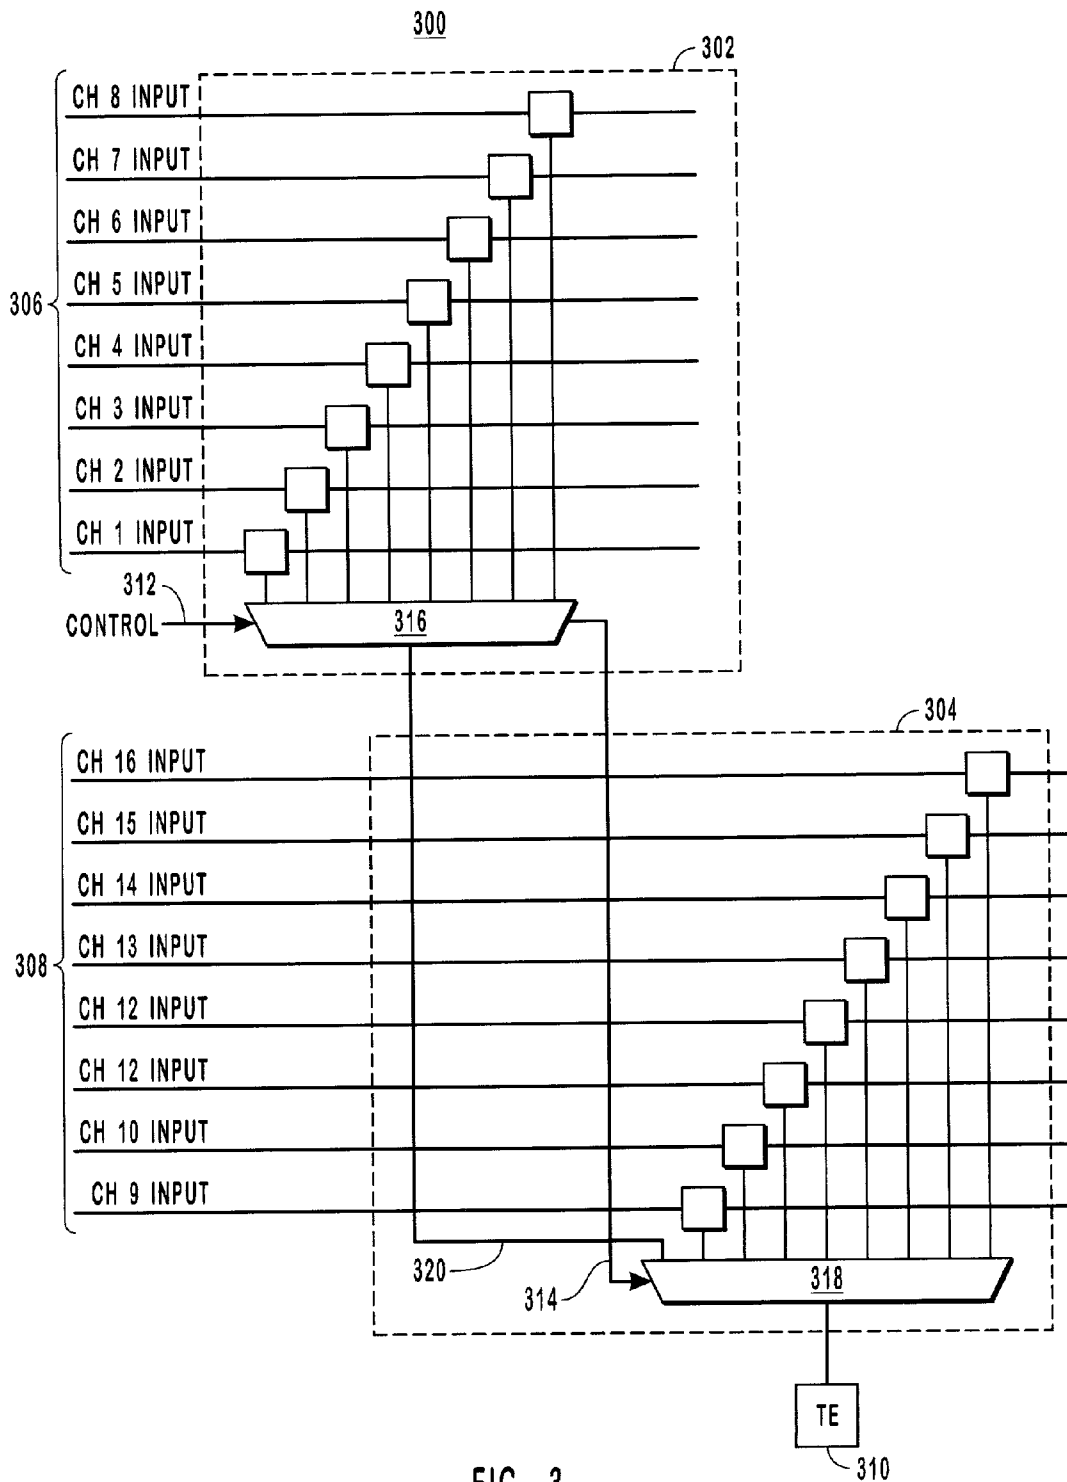 300
302
CH 8 INPUT
CH 7 INPUT
CH 6 INPUT
CH 5 INPUT
306
CH 4 INPUT
CH 3 INPUT
CH 2 INPUT
CH 1 INPUT
312
CONTROL
316
304
CH 16 INPUT
CH 15 INPUT
CH 14 INPUT
CH 13 INPUT
308
CH 12 INPUT
CH 12 INPUT
CH 10 INPUT
CH 9 INPUT
320
314
318
TE
310
FIG. 3